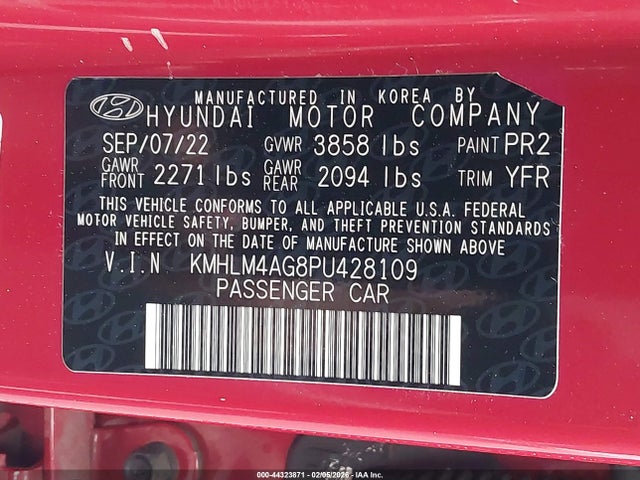 MANUFACTURED IN KOREA BY
HYUNDAI MOTOR COMPANY
SEP/07/22 GVWR 3858 lbs PAINT PR2
GAWR FRONT 2271 lbs GAWR REAR 2094 lbs TRIM YFR
THIS VEHICLE CONFORMS TO ALL APPLICABLE U.S.A. FEDERAL
MOTOR VEHICLE SAFETY, BUMPER, AND THEFT PREVENTION STANDARDS
IN EFFECT ON THE DATE OF MANUFACTURE SHOWN ABOVE
V.I.N KMHLM4AG8PU428109
PASSENGER CAR
000-44323871 - 02/05/2026 - IAA Inc.